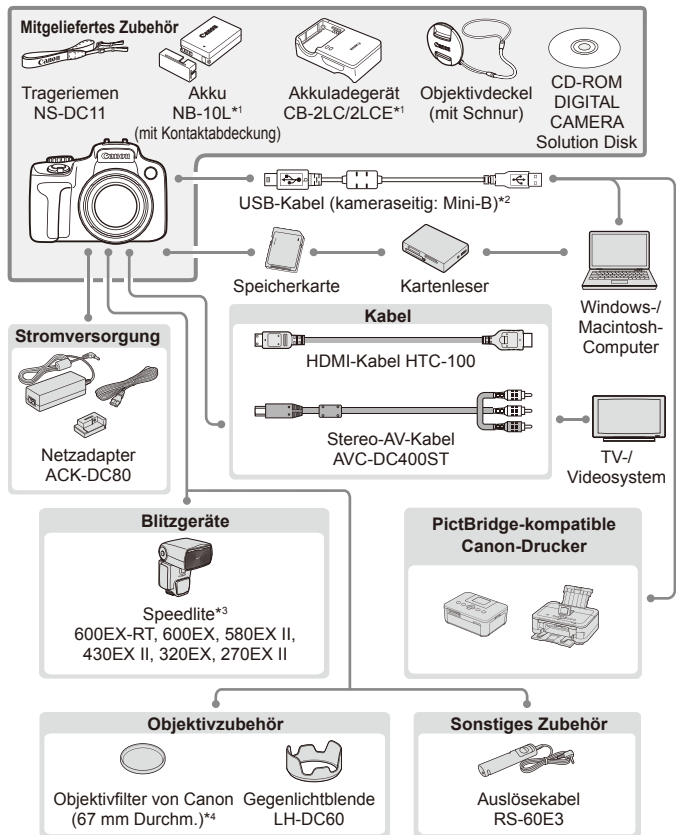 Mitgeliefertes Zubehör
Trageriemen
NS-DC11
Akku
NB-10L*1
(mit Kontaktabdeckung)
Akkuladegerät
CB-2LC/2LCE*1
Objektivdeckel
(mit Schnur)
CD-ROM
DIGITAL
CAMERA
Solution Disk
Canon
USB-Kabel (kameraseitig: Mini-B)*2
Speicherkarte
Kartenleser
Windows-/
Macintosh-
Computer
Stromversorgung
Netzadapter
ACK-DC80
Kabel
HDMI-Kabel HTC-100
Stereo-AV-Kabel
AVC-DC400ST
TV-/
Videosystem
Blitzgeräte
Speedlite*3
600EX-RT, 600EX, 580EX II,
430EX II, 320EX, 270EX II
PictBridge-kompatible
Canon-Drucker
Objektivzubehör
Objektivfilter von Canon
(67 mm Durchm.)*4
Gegenlichtblende
LH-DC60
Sonstiges Zubehör
Auslösekabel
RS-60E3